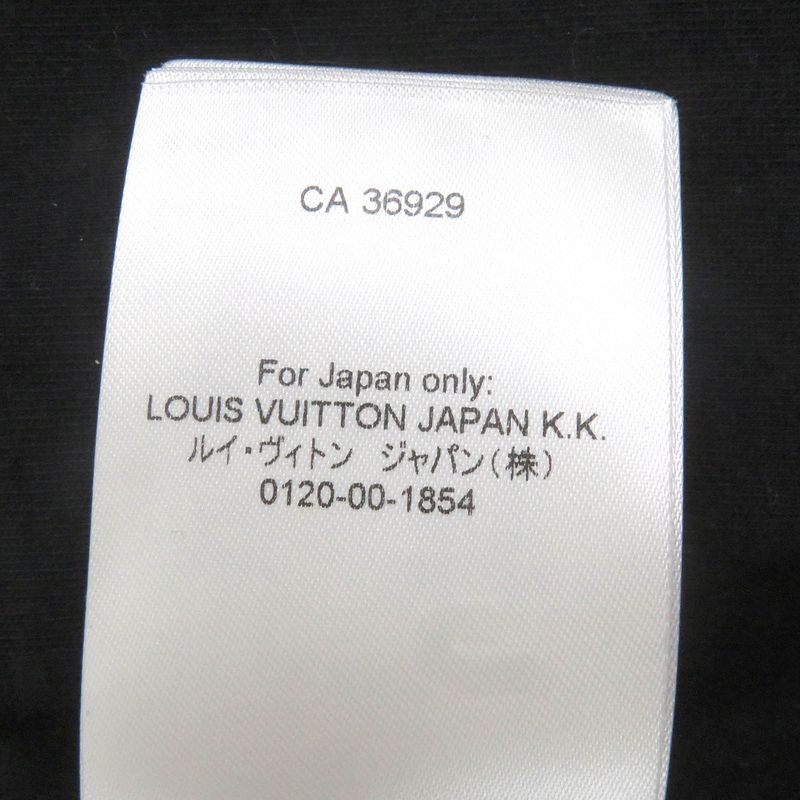 CA 36929
For Japan only:
LOUIS VUITTON JAPAN K.K.
ルイ・ヴィトン ジャパン(株)
0120-00-1854